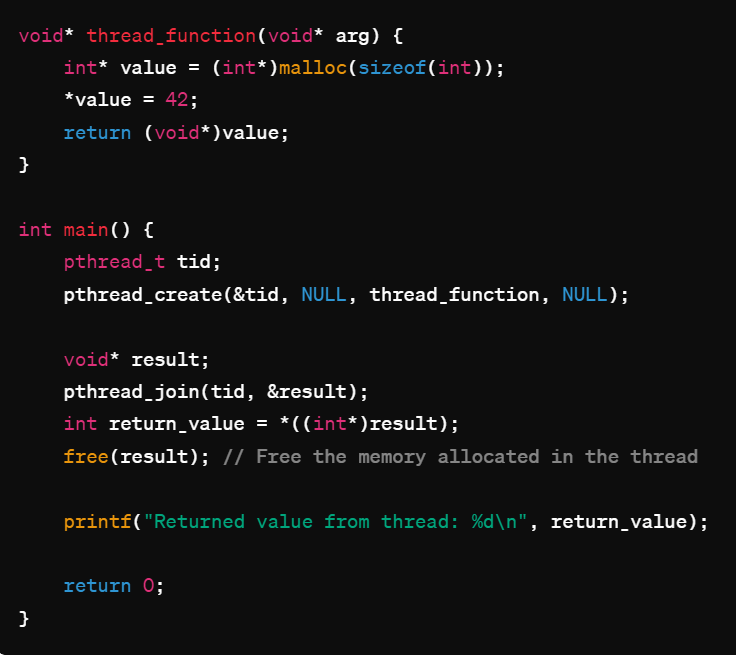 void* thread_function(void* arg) {
    int* value = (int*)malloc(sizeof(int));
    *value = 42;
    return (void*)value;
}

int main() {
    pthread_t tid;
    pthread_create(&tid, NULL, thread_function, NULL);

    void* result;
    pthread_join(tid, &result);
    int return_value = *((int*)result);
    free(result); // Free the memory allocated in the thread

    printf("Returned value from thread: %d\n", return_value);

    return 0;
}